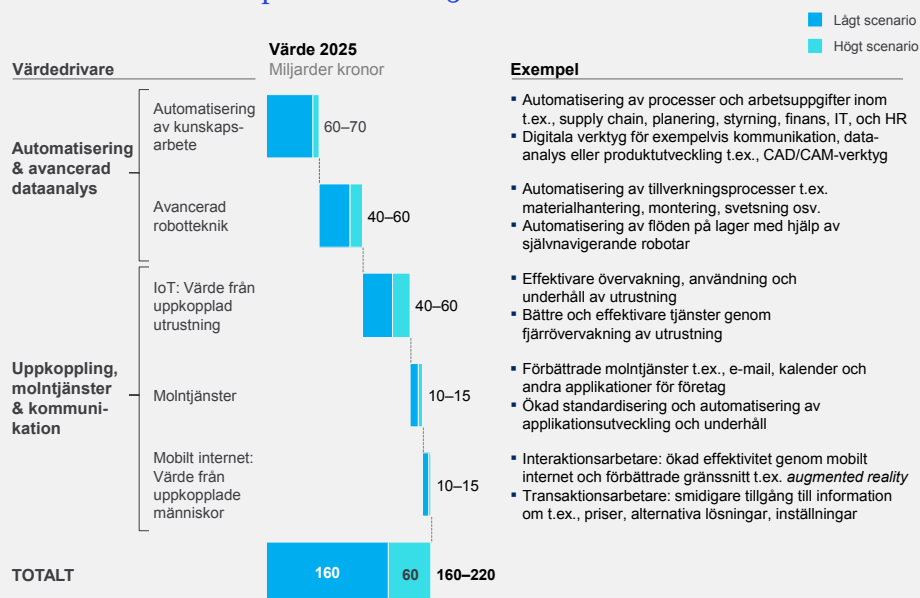 Lågt scenario
Högt scenario
Värdedrivare
Värde 2025
Miljarder kronor
Exempel
Automatisering
& avancerad
dataanalys
Automatisering
av kunskaps-
arbete
60–70
▪ Automatisering av processer och arbetsuppgifter inom
t.ex., supply chain, planering, styrning, finans, IT, och HR
▪ Digitala verktyg för exempelvis kommunikation, data-
analys eller produktutveckling t.ex., CAD/CAM-verktyg
Avancerad
robotteknik
40–60
▪ Automatisering av tillverkningsprocesser t.ex.
materialhantering, montering, svetsning osv.
▪ Automatisering av flöden på lager med hjälp av
självnavigerande robotar
Uppkoppling,
molntjänster
& kommuni-
kation
IoT: Värde från
uppkopplad
utrustning
40–60
▪ Effektivare övervakning, användning och
underhåll av utrustning
▪ Bättre och effektivare tjänster genom
fjärrövervakning av utrustning
Molntjänster
10–15
▪ Förbättrade molntjänster t.ex., e-mail, kalender och
andra applikationer för företag
▪ Ökad standardisering och automatisering av
applikationsutveckling och underhåll
Mobilt internet:
Värde från
uppkopplade
människor
10–15
▪ Interaktionsarbetare: ökad effektivitet genom mobilt
internet och förbättrade gränssnitt t.ex. augmented reality
▪ Transaktionsarbetare: smidigare tillgång till information
om t.ex., priser, alternativa lösningar, inställningar
TOTALT
160
60
160–220